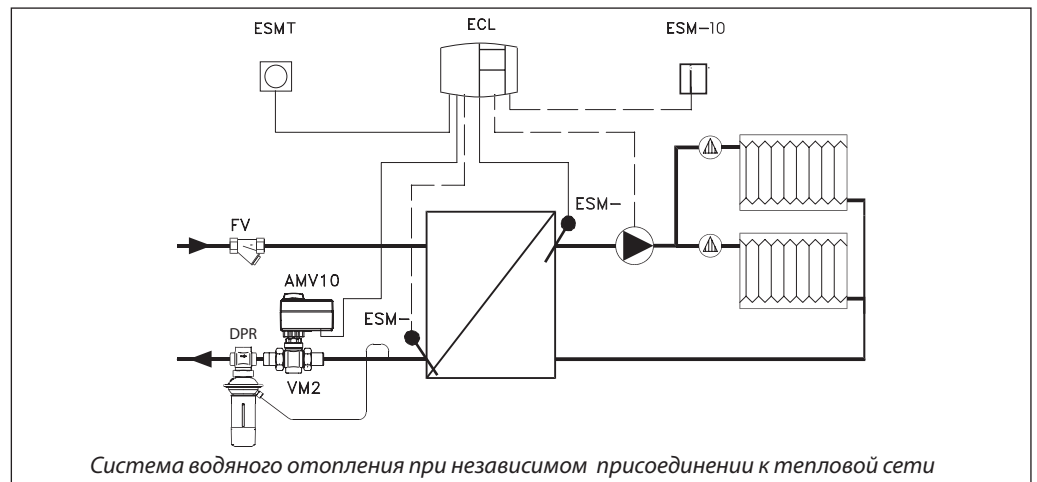 ESMT
ECL
ESM-10
ESM-
FV
AMV10
ESM-
DPR
VM2
Система водяного отопления при независимом присоединении к тепловой сети